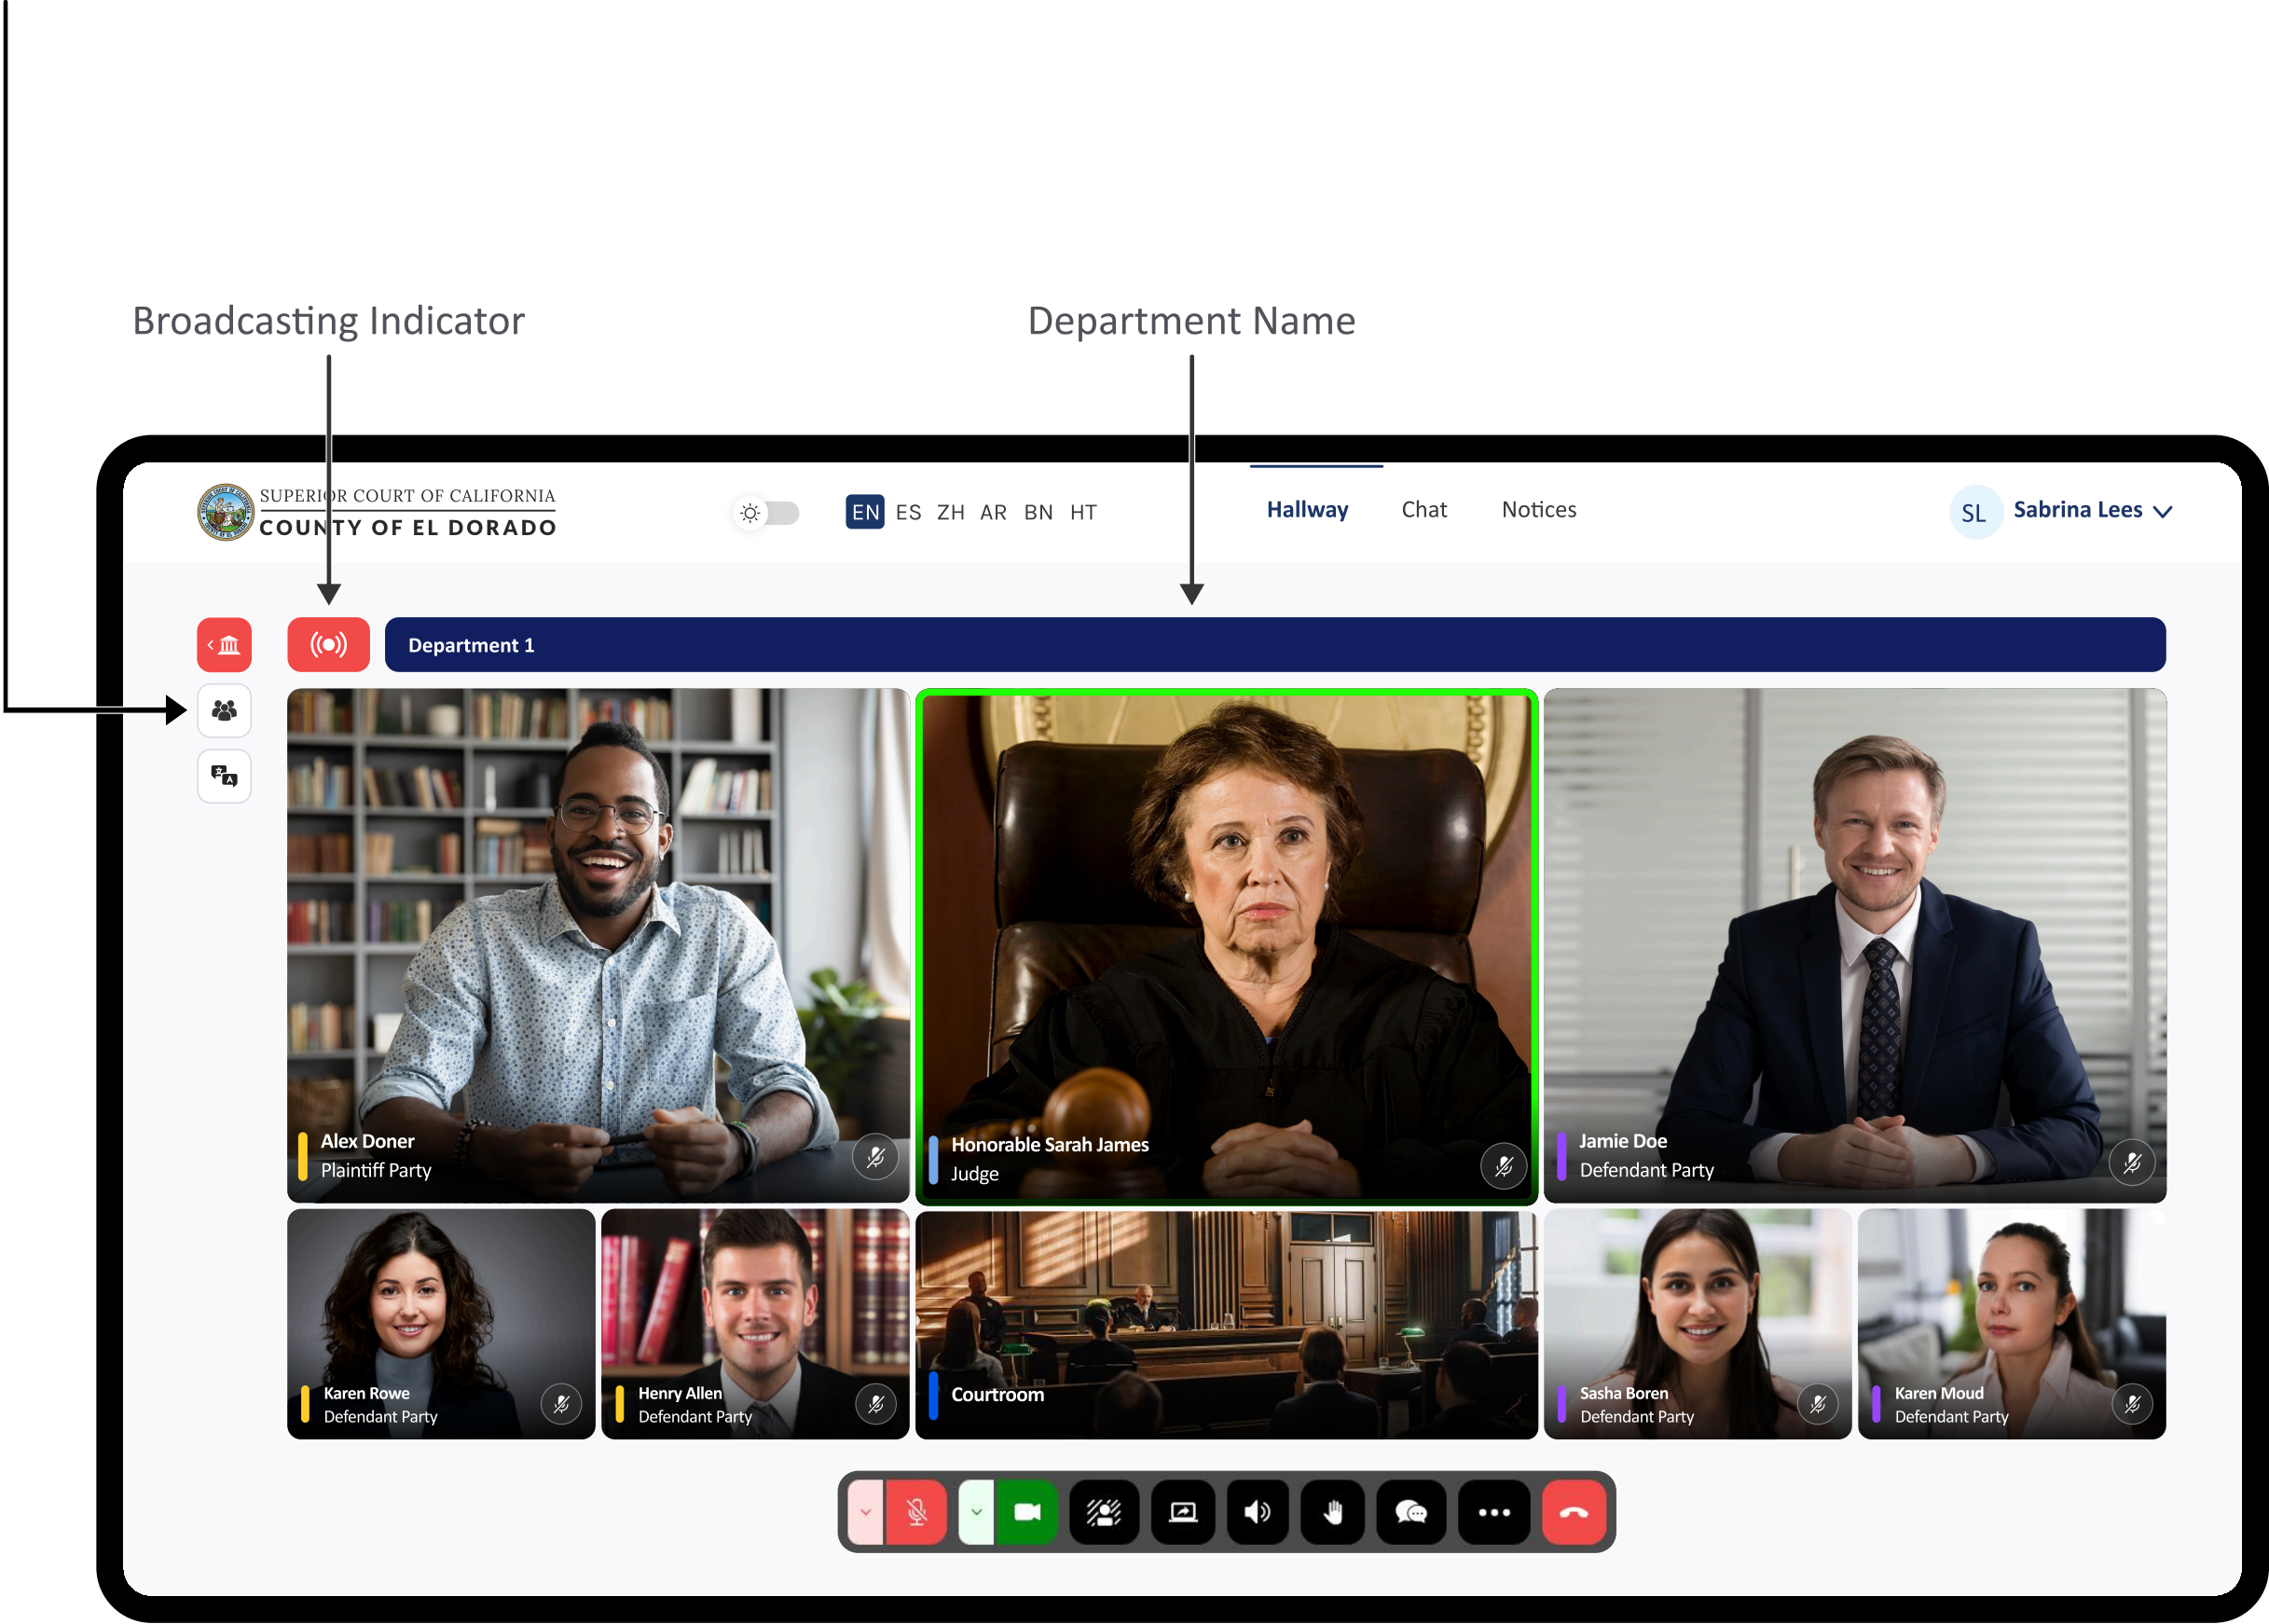 Broadcasting Indicator
Department Name
SUPERIOR COURT OF CALIFORNIA
COUNTY OF EL DORADO
EN ES ZH AR BN HT
Hallway Chat Notices
SL Sabrina Lees
Department 1
Alex Doner
Plaintiff Party
Honorable Sarah James
Judge
Jamie Doe
Defendant Party
Karen Rowe
Defendant Party
Henry Allen
Defendant Party
Courtroom
Sasha Boren
Defendant Party
Karen Moud
Defendant Party